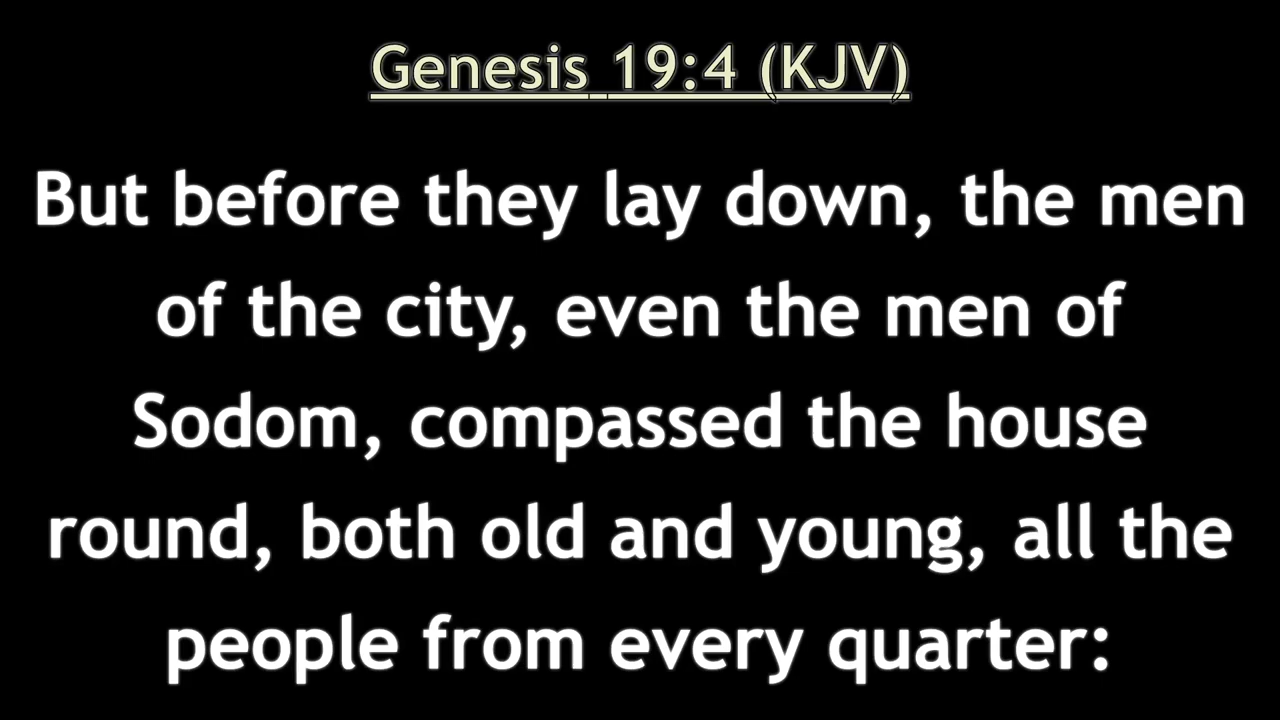 Genesis 19:4 (KJV)
But before they lay down, the men
of the city, even the men of
Sodom, compassed the house
round, both old and young, all the
people from every quarter: